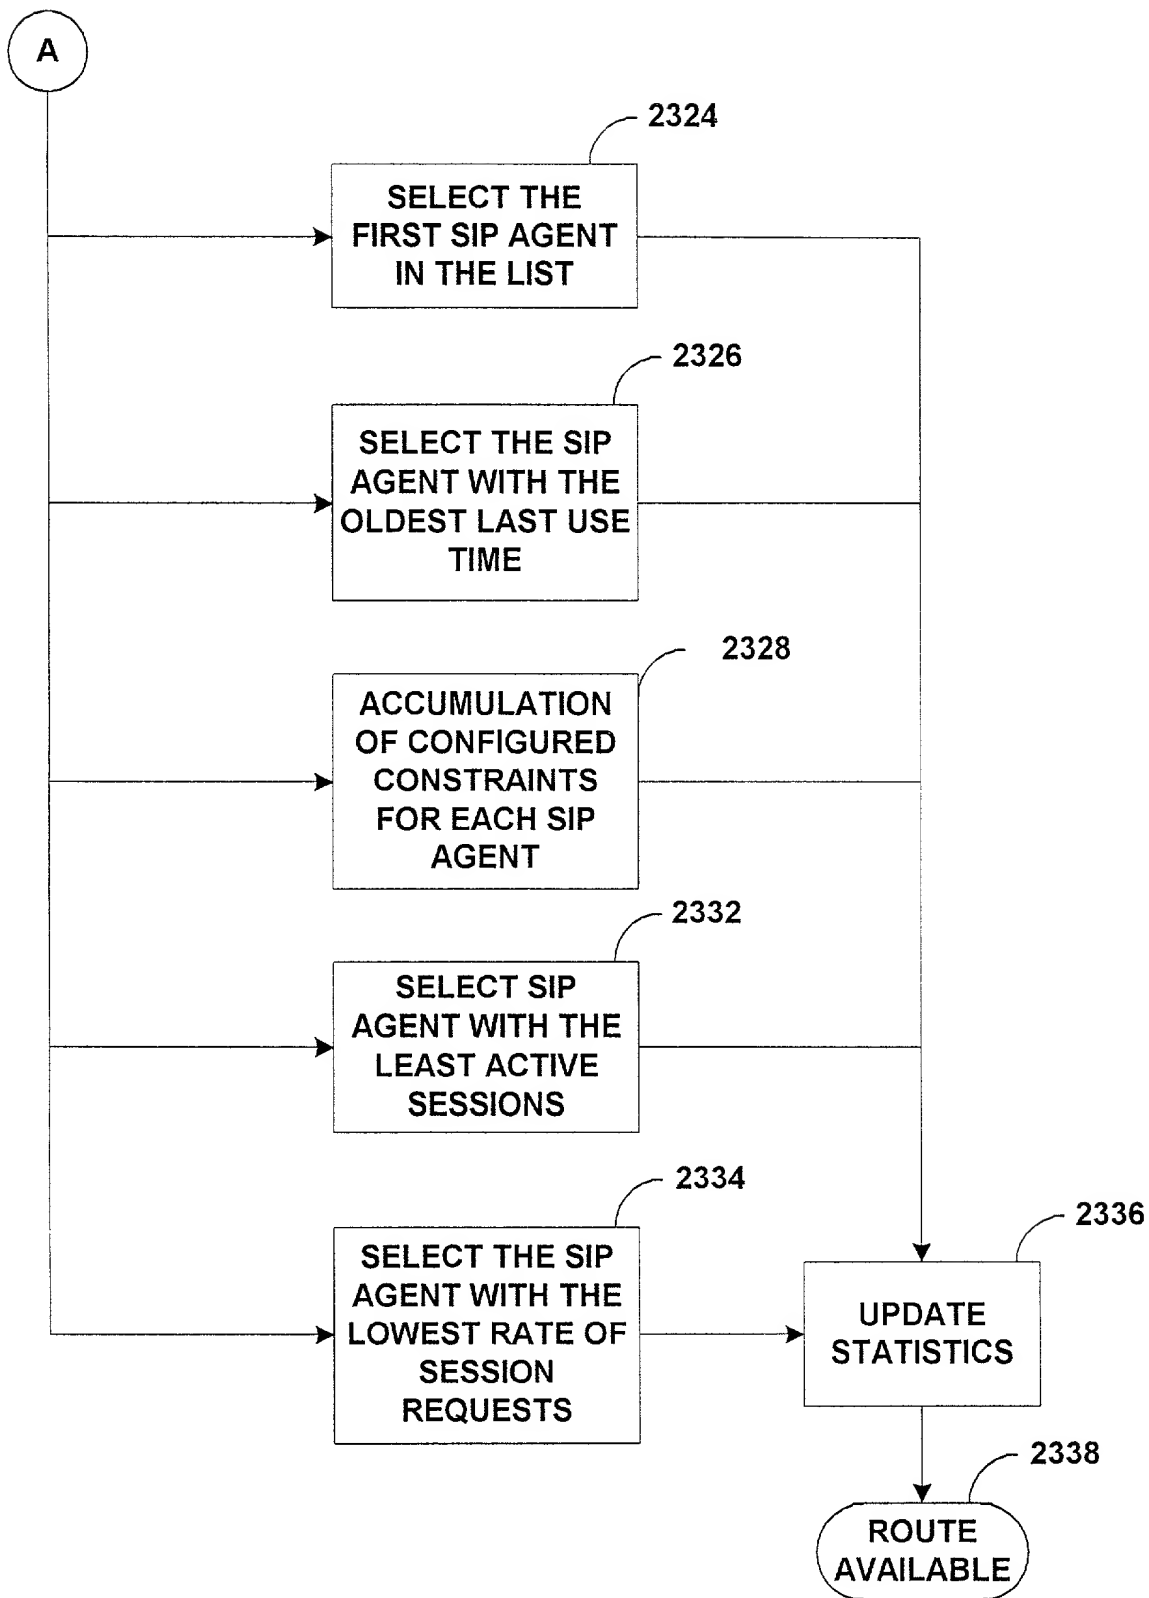 A
2324
SELECT THE
FIRST SIP AGENT
IN THE LIST
2326
SELECT THE SIP
AGENT WITH THE
OLDEST LAST USE
TIME
2328
ACCUMULATION
OF CONFIGURED
CONSTRAINTS
FOR EACH SIP
AGENT
2332
SELECT SIP
AGENT WITH THE
LEAST ACTIVE
SESSIONS
2334
SELECT THE SIP
AGENT WITH THE
LOWEST RATE OF
SESSION
REQUESTS
2336
UPDATE
STATISTICS
2338
ROUTE
AVAILABLE